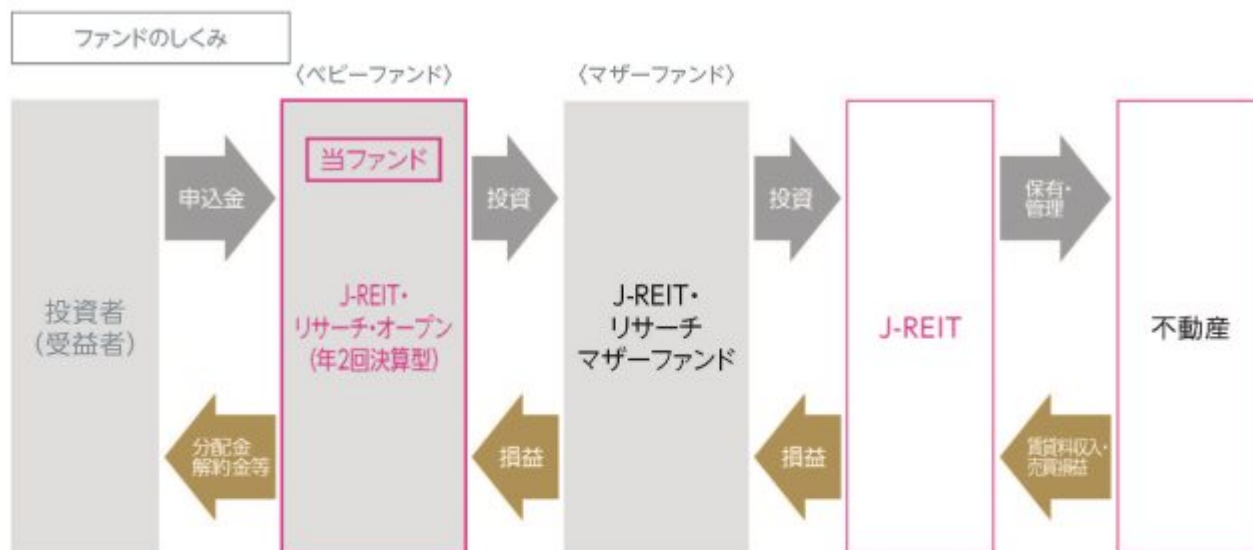 ファンドのしくみ
〈ベビーファンド〉
〈マザーファンド〉
投資者
(受益者)
申込金
分配金
解約金等
当ファンド
J-REIT・
リサーチ・オープン
(年2回決算型)
投資
損益
J-REIT・
リサーチ
マザーファンド
投資
損益
J-REIT
保有・
管理
賃貸料収入・
売買損益
不動産